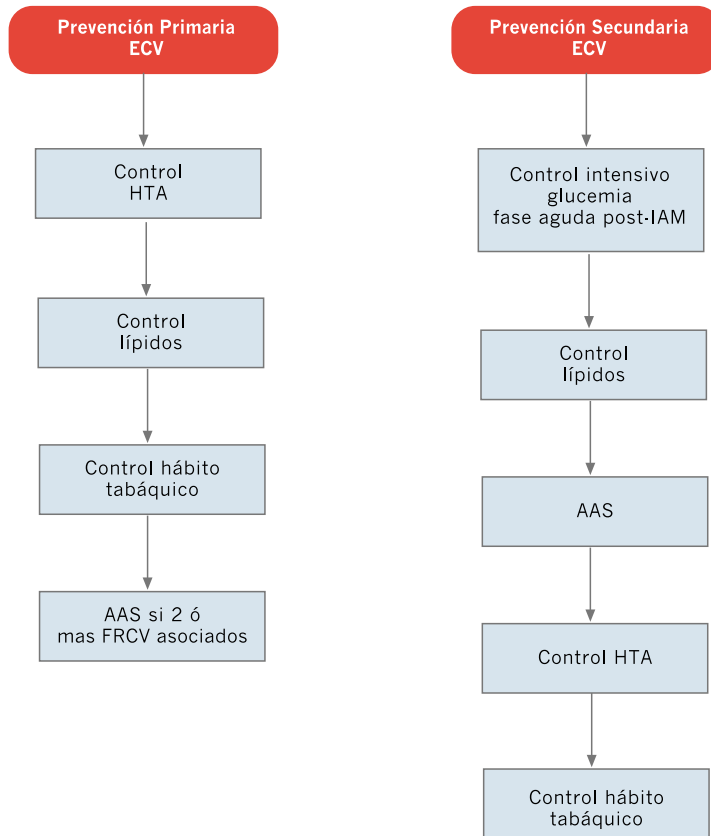 Prevención Primaria
ECV
Control
HTA
Control
lípidos
Control hábito
tabáquico
AAS si 2 ó
mas FRCV asociados
Prevención Secundaria
ECV
Control intensivo
glucemia
fase aguda post-IAM
Control
lípidos
AAS
Control HTA
Control hábito
tabáquico